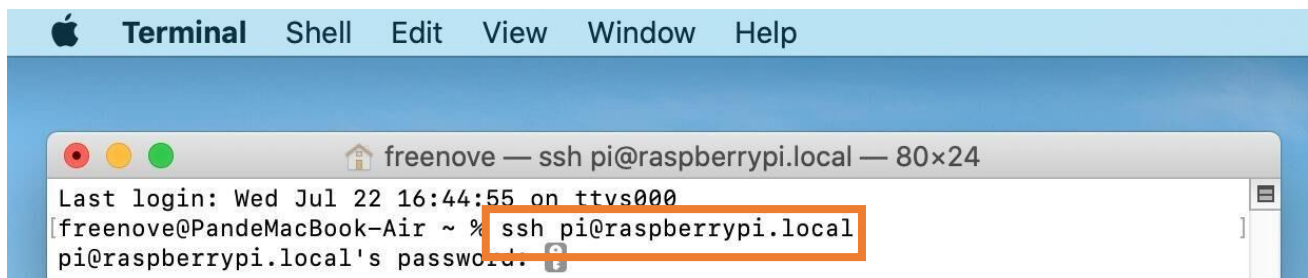 Terminal Shell Edit View Window Help
freenove — ssh pi@raspberrypi.local — 80×24
Last login: Wed Jul 22 16:44:55 on ttys000
[freenove@PandeMacBook-Air ~ % ssh pi@raspberrypi.local ]
pi@raspberrypi.local's password: